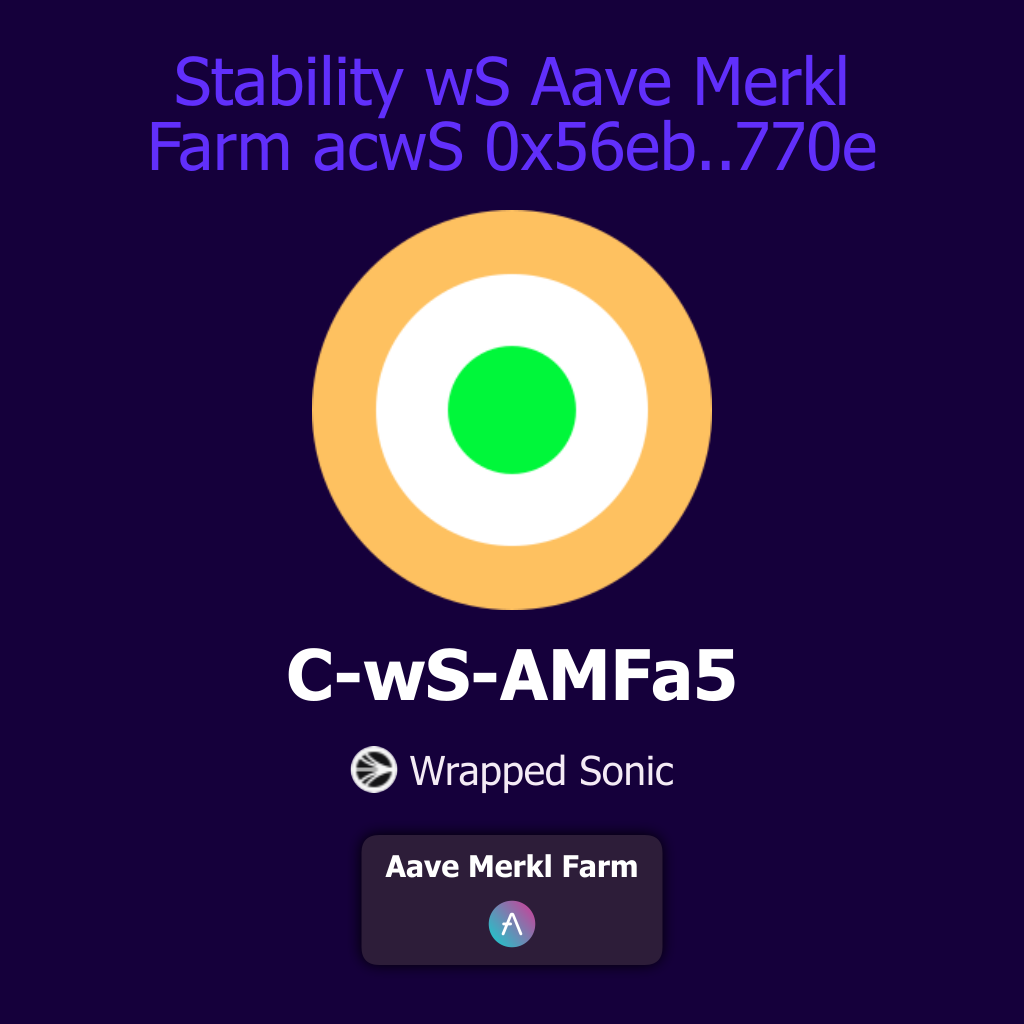 Stability wS Aave Merkl
Farm acwS 0x56eb..770e
C-wS-AMFa5
Wrapped Sonic
Aave Merkl Farm